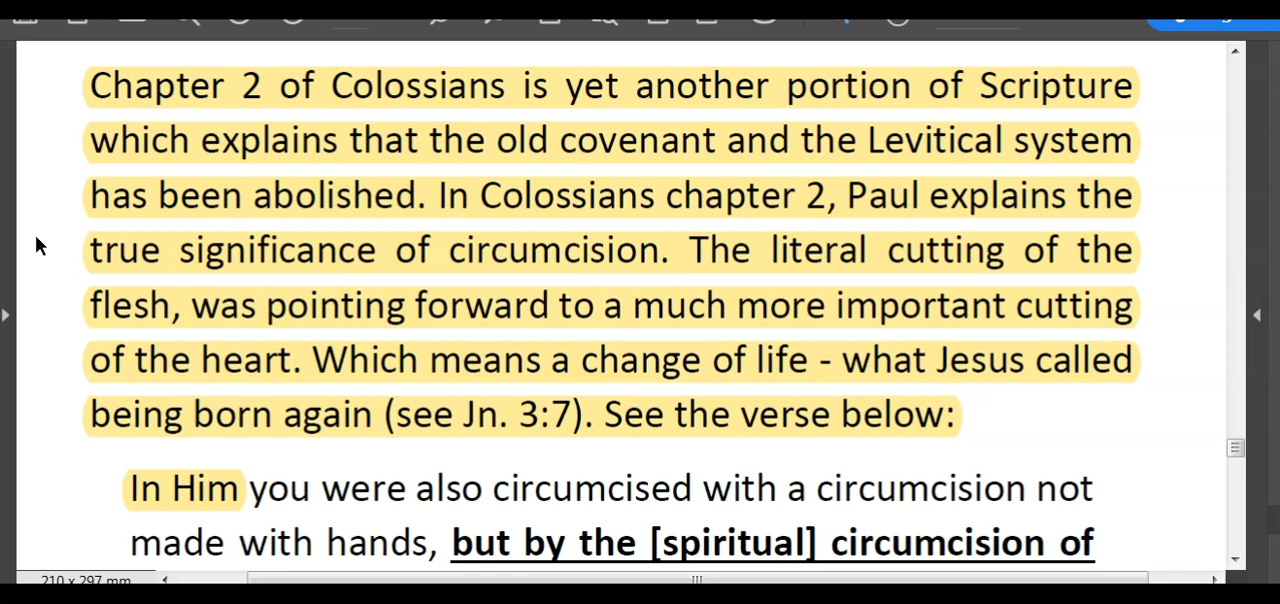 Chapter 2 of Colossians is yet another portion of Scripture
which explains that the old covenant and the Levitical system
has been abolished. In Colossians chapter 2, Paul explains the
true significance of circumcision. The literal cutting of the
flesh, was pointing forward to a much more important cutting
of the heart. Which means a change of life - what Jesus called
being born again (see Jn. 3:7). See the verse below:
In Him you were also circumcised with a circumcision not
made with hands, but by the [spiritual] circumcision of
210 x 297 mm